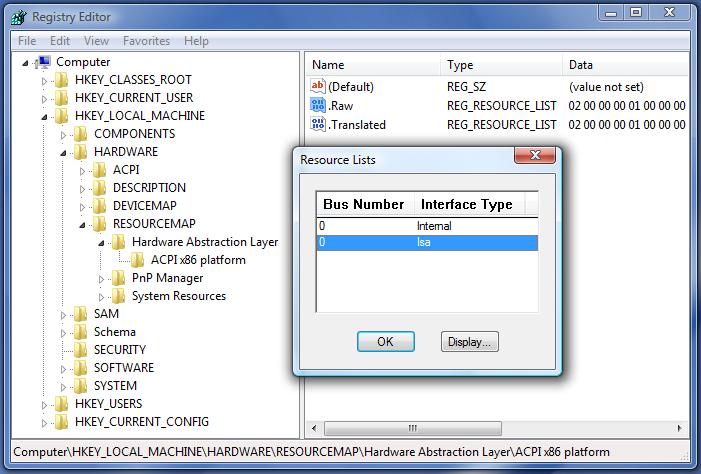 Registry Editor
File Edit View Favorites Help
Computer
HKEY_CLASSES_ROOT
HKEY_CURRENT_USER
HKEY_LOCAL_MACHINE
COMPONENTS
HARDWARE
ACPI
DESCRIPTION
DEVICEMAP
RESOURCEMAP
Hardware Abstraction Layer
ACPI x86 platform
PnP Manager
System Resources
SAM
Schema
SECURITY
SOFTWARE
SYSTEM
HKEY_USERS
HKEY_CURRENT_CONFIG
Name Type Data
(Default) REG_SZ (value not set)
.Raw REG_RESOURCE_LIST 02 00 00 00 01 00 00 00
.Translated REG_RESOURCE_LIST 02 00 00 00 01 00 00 00
Resource Lists
Bus Number Interface Type
0 Internal
0 Isa
OK Display...
Computer\HKEY_LOCAL_MACHINE\HARDWARE\RESOURCEMAP\Hardware Abstraction Layer\ACPI x86 platform